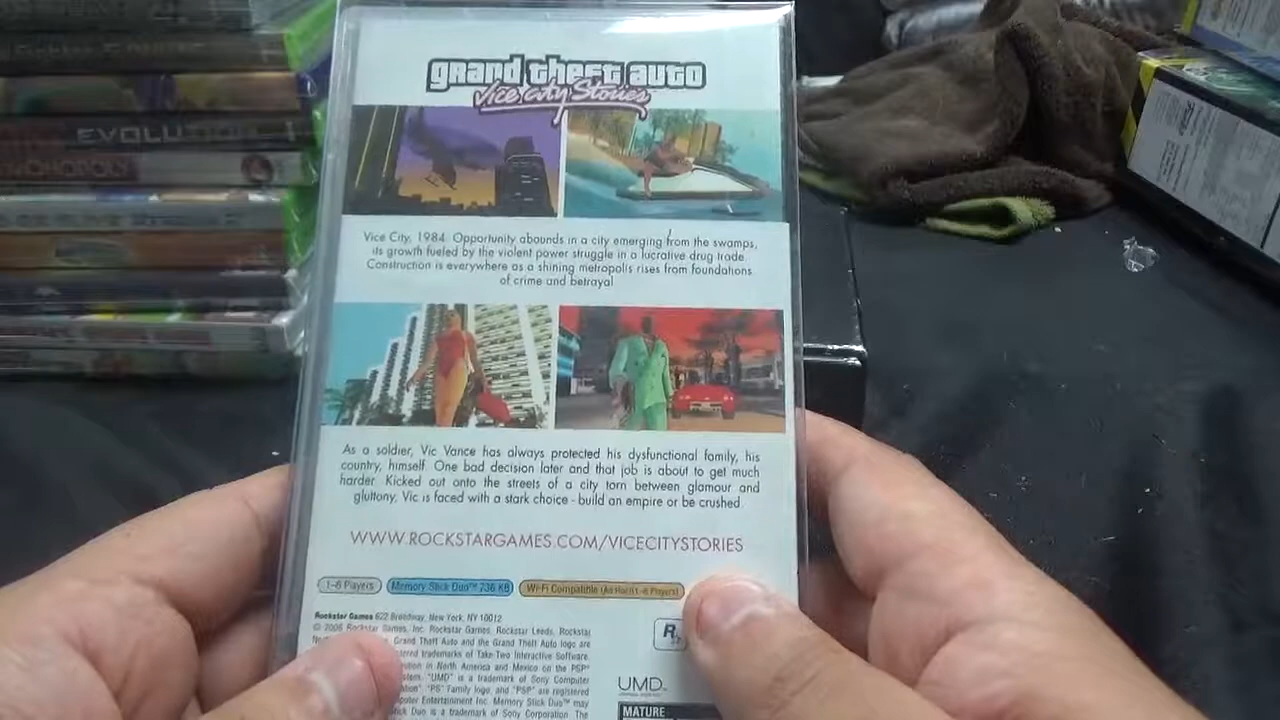 EVOLUTION
MONOPOLY
grand theft auto
Vice City Stories
Vice City, 1984. Opportunity abounds in a city emerging from the swamps,
its growth fueled by the violent power struggle in a lucrative drug trade.
Construction is everywhere as a shining metropolis rises from foundations
of crime and betrayal
As a soldier, Vic Vance has always protected his dysfunctional family, his
country, himself. One bad decision later and that job is about to get much
harder. Kicked out onto the streets of a city torn between glamour and
gluttony, Vic is faced with a stark choice - build an empire or be crushed.
WWW.ROCKSTARGAMES.COM/VICECITYSTORIES
1-6 Players
Memory Stick Duo™ 736 KB
Wi-Fi Compatible (Ad Hoc) (1-6 Players)
Rockstar Games 622 Broadway, New York, NY 10012
© 2006 Rockstar Games, Inc. Rockstar Games, Rockstar Leeds, Rockstar
Grand Theft Auto and the Grand Theft Auto logo are
trademarks of Take-Two Interactive Software.
in North America and Mexico on the PSP
"UMD" is a trademark of Sony Computer
"PS" Family logo, and "PSP" are registered
Entertainment Inc. Memory Stick Duo™ may
Duo is a trademark of Sony Corporation. The
R
UMD
MATURE